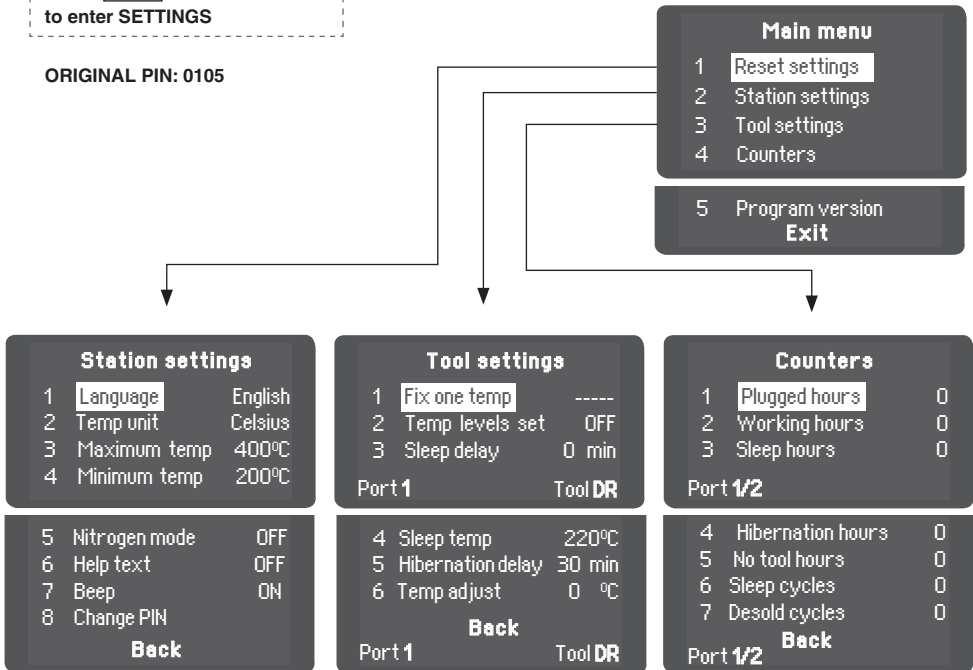 to enter SETTINGS
ORIGINAL PIN: 0105
Main menu
1 Reset settings
2 Station settings
3 Tool settings
4 Counters
5 Program version
Exit
Station settings
1 Language English
2 Temp unit Celsius
3 Maximum temp 400ºC
4 Minimum temp 200ºC
5 Nitrogen mode OFF
6 Help text OFF
7 Beep ON
8 Change PIN
Back
Tool settings
1 Fix one temp -----
2 Temp levels set OFF
3 Sleep delay 0 min
Port 1 Tool DR
4 Sleep temp 220ºC
5 Hibernation delay 30 min
6 Temp adjust 0 ºC
Back
Port 1 Tool DR
Counters
1 Plugged hours 0
2 Working hours 0
3 Sleep hours 0
Port 1/2
4 Hibernation hours 0
5 No tool hours 0
6 Sleep cycles 0
7 Desold cycles 0
Back
Port 1/2